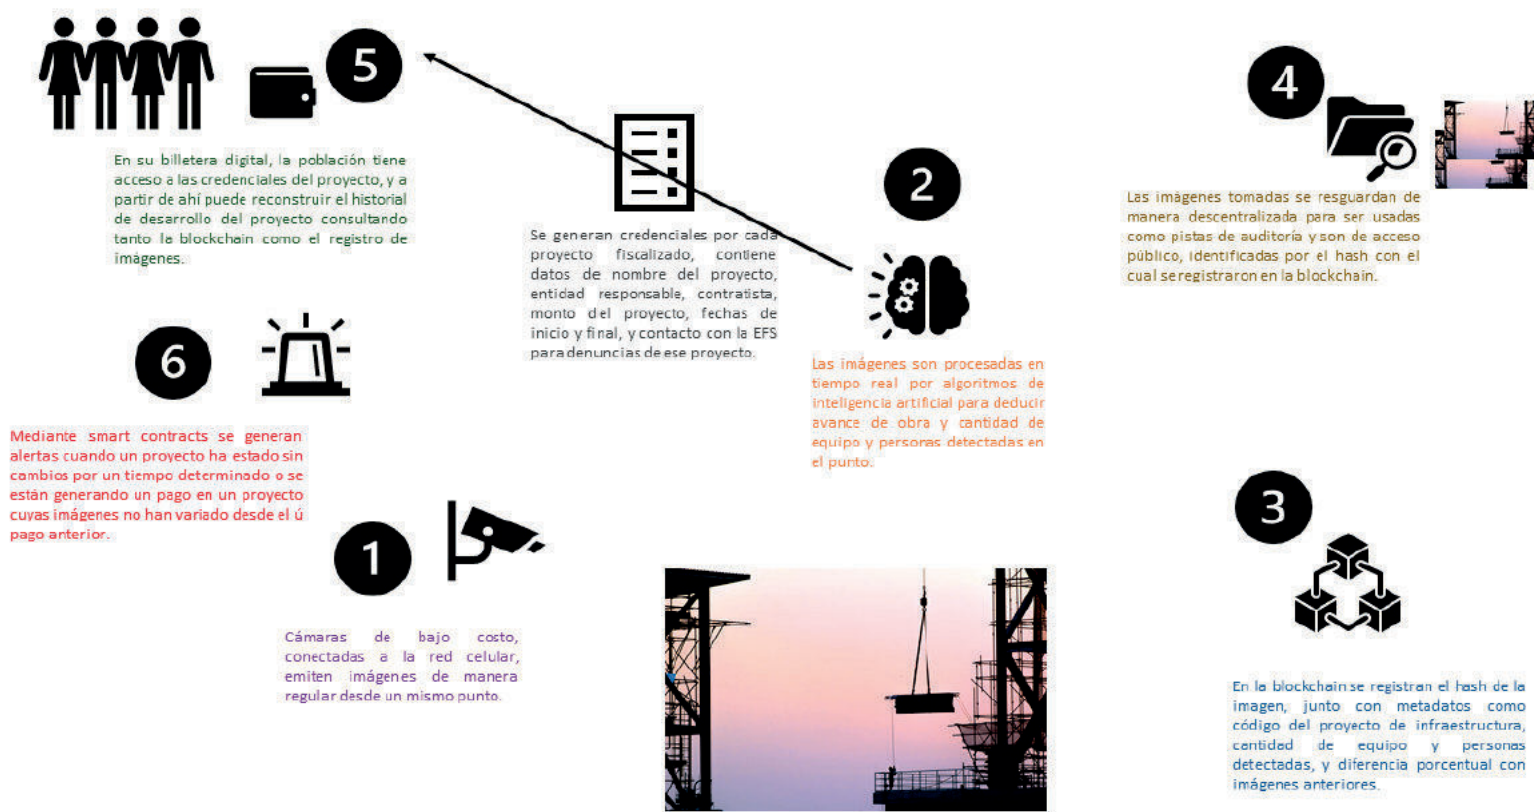 5
En su billetera digital, la población tiene
acceso a las credenciales del proyecto, y a
partir de ahí puede reconstruir el historial
de desarrollo del proyecto consultando
tanto la blockchain como el registro de
imágenes.
Se generan credenciales por cada
proyecto fiscalizado, contiene
datos de nombre del proyecto,
entidad responsable, contratista,
monto del proyecto, fechas de
inicio y final, y contacto con la EFS
para denuncias de ese proyecto.
2
Las imágenes son procesadas en
tiempo real por algoritmos de
inteligencia artificial para deducir
avance de obra y cantidad de
equipo y personas detectadas en
el punto.
4
Las imágenes tomadas se resguardan de
manera descentralizada para ser usadas
como pistas de auditoría y son de acceso
público, identificadas por el hash con el
cual se registraron en la blockchain.
6
Mediante smart contracts se generan
alertas cuando un proyecto ha estado sin
cambios por un tiempo determinado o se
están generando un pago en un proyecto
cuyas imágenes no han variado desde el ú
pago anterior.
1
Cámaras de bajo costo,
conectadas a la red celular,
emiten imágenes de manera
regular desde un mismo punto.
3
En la blockchain se registran el hash de la
imagen, junto con metadatos como
código del proyecto de infraestructura,
cantidad de equipo y personas
detectadas, y diferencia porcentual con
imágenes anteriores.